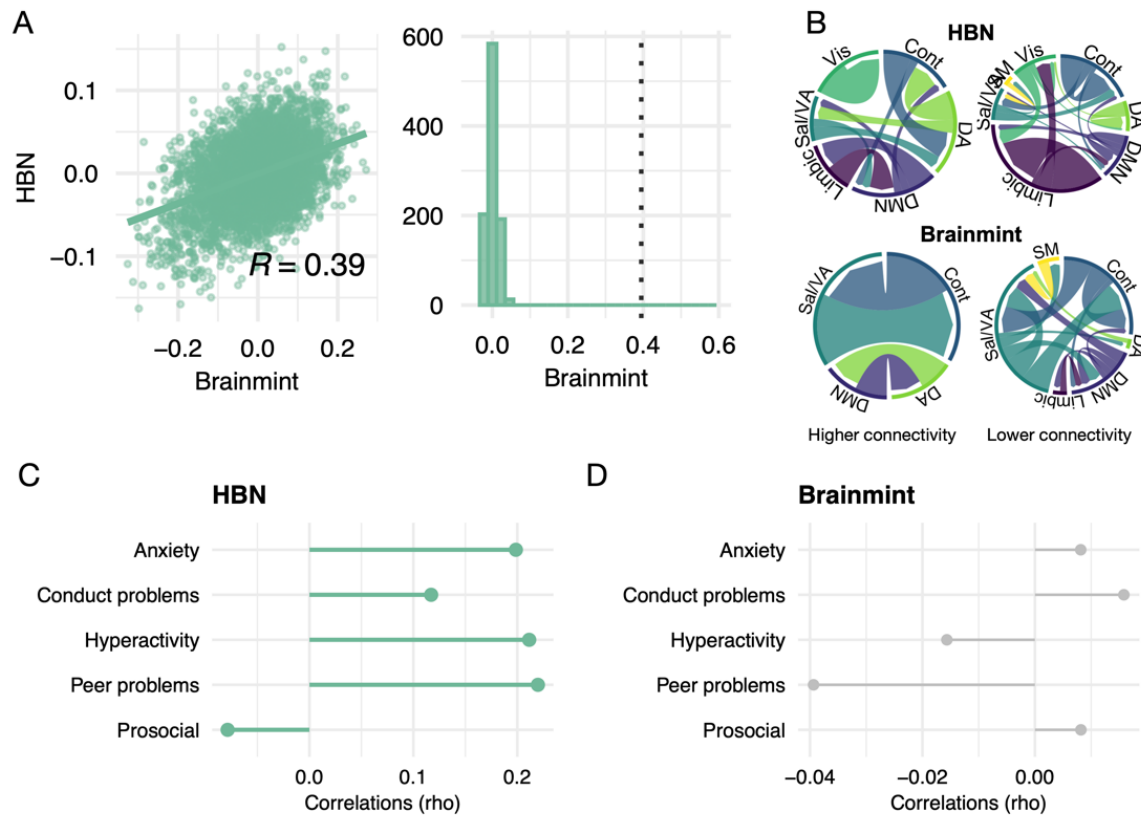 A
HBN
0.1
0.0
−0.1
R = 0.39
−0.2
0.0
0.2
Brainmint
600
400
200
0
0.0
0.2
0.4
0.6
Brainmint
B
HBN
Vis
Cont
DA
DMN
Limbic
Sal/VA
SM
Vis
Cont
DA
DMN
Limbic
Sal/VA
Brainmint
Sal/VA
Cont
DA
DMN
SM
Cont
DA
DMN
Limbic
Sal/VA
Higher connectivity
Lower connectivity
C
HBN
Anxiety
Conduct problems
Hyperactivity
Peer problems
Prosocial
0.0
0.1
0.2
Correlations (rho)
D
Brainmint
Anxiety
Conduct problems
Hyperactivity
Peer problems
Prosocial
−0.04
−0.02
0.00
Correlations (rho)